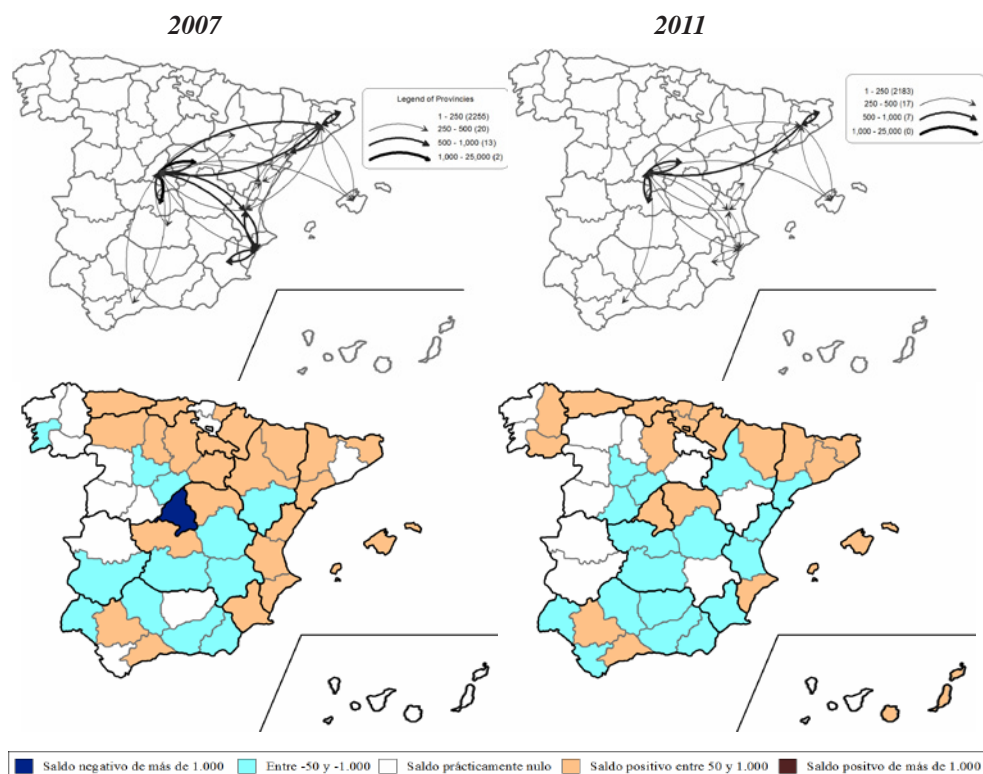 2007
2011
Legend of Provincies
1 - 250 (2255)
250 - 500 (20)
500 - 1,000 (13)
1,000 - 25,000 (2)
1 - 250 (2183)
250 - 500 (17)
500 - 1,000 (7)
1,000 - 25,000 (0)
Saldo negativo de más de 1.000
Entre -50 y -1.000
Saldo prácticamente nulo
Saldo positivo entre 50 y 1.000
Saldo positvo de más de 1.000